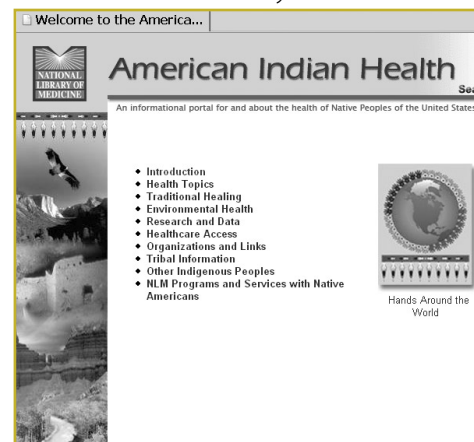 Welcome to the America...
NATIONAL
LIBRARY OF
MEDICINE
American Indian Health
Sea
An informational portal for and about the health of Native Peoples of the United States
Introduction
Health Topics
Traditional Healing
Environmental Health
Research and Data
Healthcare Access
Organizations and Links
Tribal Information
Other Indigenous Peoples
NLM Programs and Services with Native
Americans
Hands Around the
World